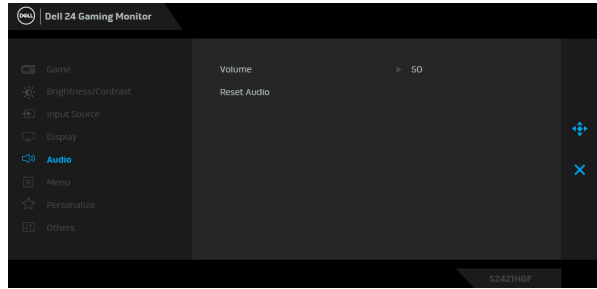 DELL
Dell 24 Gaming Monitor
Game
Brightness/Contrast
Input Source
Display
Audio
Menu
Personalize
Others
Volume 50
Reset Audio
S2421HGF